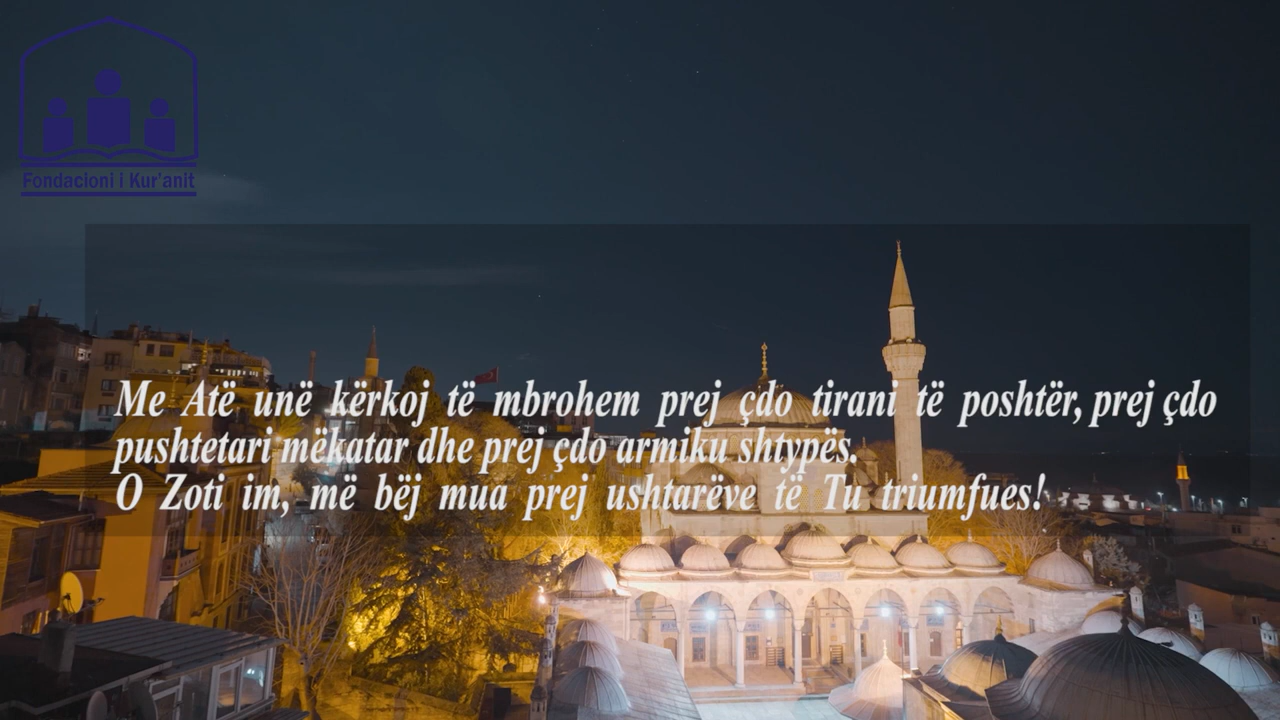 Fondacioni i Kur'anit
Me Atë unë kërkoj të mbrohem prej çdo tirani të poshtër, prej çdo
pushtetari mëkatar dhe prej çdo armiku shtypës.
O Zoti im, më bëj mua prej ushtarëve të Tu triumfues!